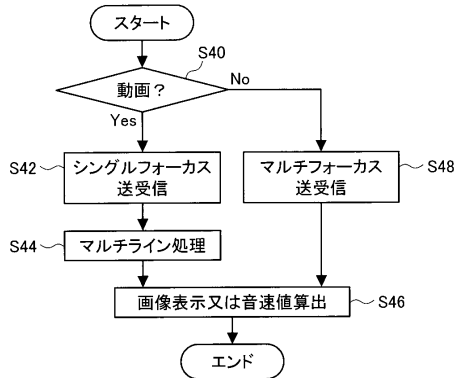 スタート
S40
動画？
No
Yes
S42
シングルフォーカス
送受信
マルチフォーカス
送受信
S48
S44
マルチライン処理
画像表示又は音速値算出
S46
エンド